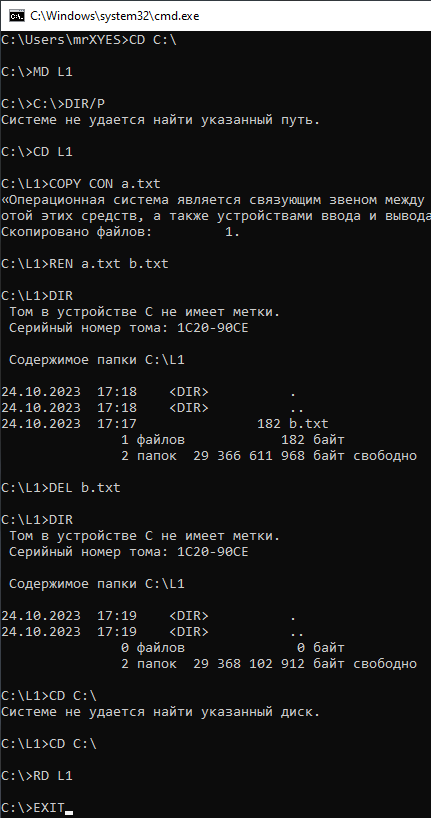 C:\Windows\system32\cmd.exe
C:\Users\mrXYES>CD C:\
C:\>MD L1
C:\>C:\>DIR/P
Системе не удается найти указанный путь.
C:\>CD L1
C:\L1>COPY CON a.txt
«Операционная система является связующим звеном между
отой этих средств, а также устройствами ввода и вывода
Скопировано файлов:         1.
C:\L1>REN a.txt b.txt
C:\L1>DIR
Том в устройстве C не имеет метки.
Серийный номер тома: 1C20-90CE
Содержимое папки C:\L1
24.10.2023  17:18    <DIR>          .
24.10.2023  17:18    <DIR>          ..
24.10.2023  17:17               182 b.txt
1 файлов            182 байт
2 папок  29 366 611 968 байт свободно
C:\L1>DEL b.txt
C:\L1>DIR
Том в устройстве C не имеет метки.
Серийный номер тома: 1C20-90CE
Содержимое папки C:\L1
24.10.2023  17:19    <DIR>          .
24.10.2023  17:19    <DIR>          ..
0 файлов              0 байт
2 папок  29 368 102 912 байт свободно
C:\L1>CD C:\
Системе не удается найти указанный диск.
C:\L1>CD C:\
C:\>RD L1
C:\>EXIT